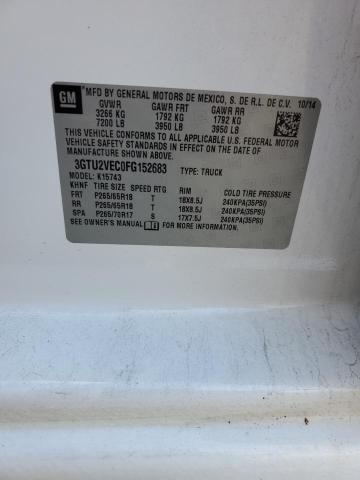 GM
MFD BY GENERAL MOTORS DE MEXICO, S. DE R.L. DE C.V. 10/14
GVWR GAWR FRT GAWR RR
3266 KG 1792 KG 1792 KG
7200 LB 3950 LB 3950 LB
THIS VEHICLE CONFORMS TO ALL APPLICABLE U.S. FEDERAL MOTOR
VEHICLE SAFETY STANDARDS IN EFFECT ON THE DATE OF
MANUFACTURE SHOWN ABOVE.
3GTU2VEC0FG152683 TYPE: TRUCK
MODEL: K15743
KHNF TIRE SIZE SPEED RTG RIM COLD TIRE PRESSURE
FRT P265/65R18 T 18X8.5J 240KPA(35PSI)
RR P265/65R18 T 18X8.5J 240KPA(35PSI)
SP P265/70R17 S 17X7.5J 240KPA(35PSI)
SEE OWNER'S MANUAL FOR MORE INFORMATION.